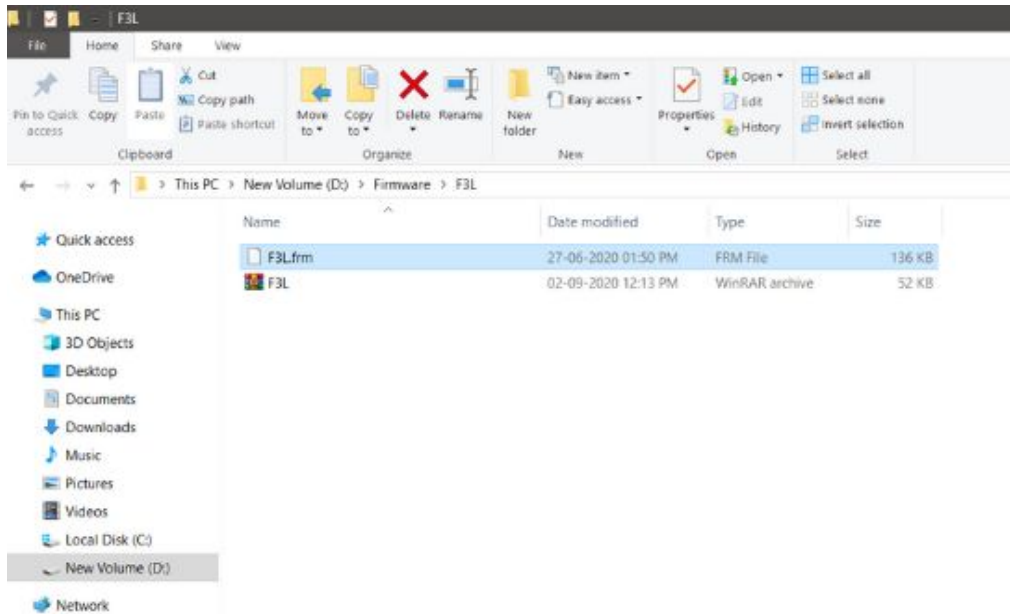 F3L
File Home Share View
Pin to Quick access
Copy
Paste
Cut
Copy path
Paste shortcut
Move to
Copy to
Delete
Rename
New folder
New item
Easy access
Properties
Open
Edit
History
Select all
Select none
Invert selection
Clipboard Organize New Open Select
This PC > New Volume (D:) > Firmware > F3L
Name Date modified Type Size
F3L.frm 27-06-2020 01:50 PM FRM File 136 KB
F3L 02-09-2020 12:13 PM WinRAR archive 52 KB
Quick access
OneDrive
This PC
3D Objects
Desktop
Documents
Downloads
Music
Pictures
Videos
Local Disk (C:)
New Volume (D:)
Network